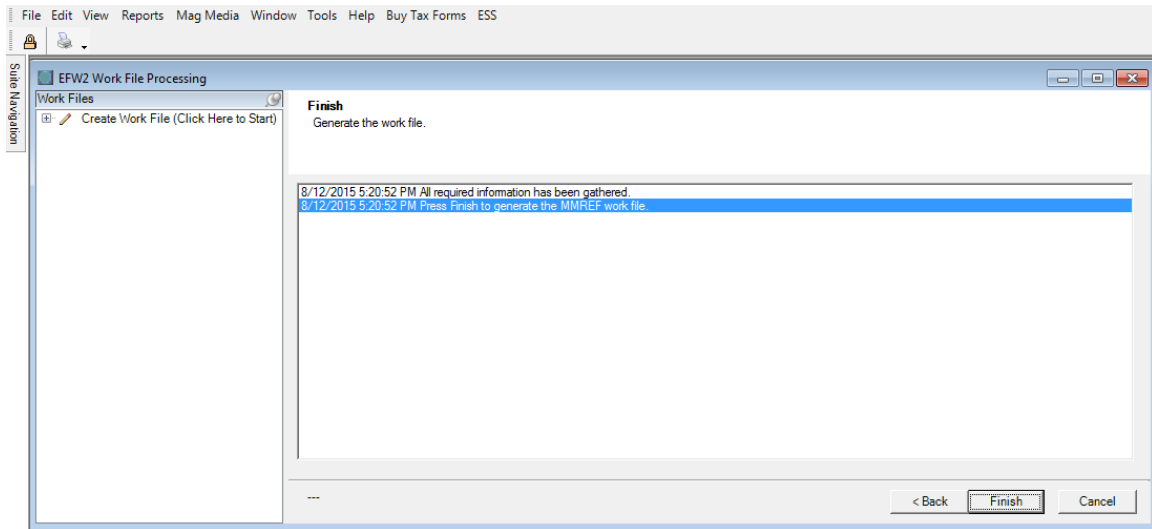 File Edit View Reports Mag Media Window Tools Help Buy Tax Forms ESS
Suite Navigation
EFW2 Work File Processing
Work Files
Create Work File (Click Here to Start)
Finish
Generate the work file.
8/12/2015 5:20:52 PM All required information has been gathered.
8/12/2015 5:20:52 PM Press Finish to generate the MMREF work file.
---
< Back Finish Cancel